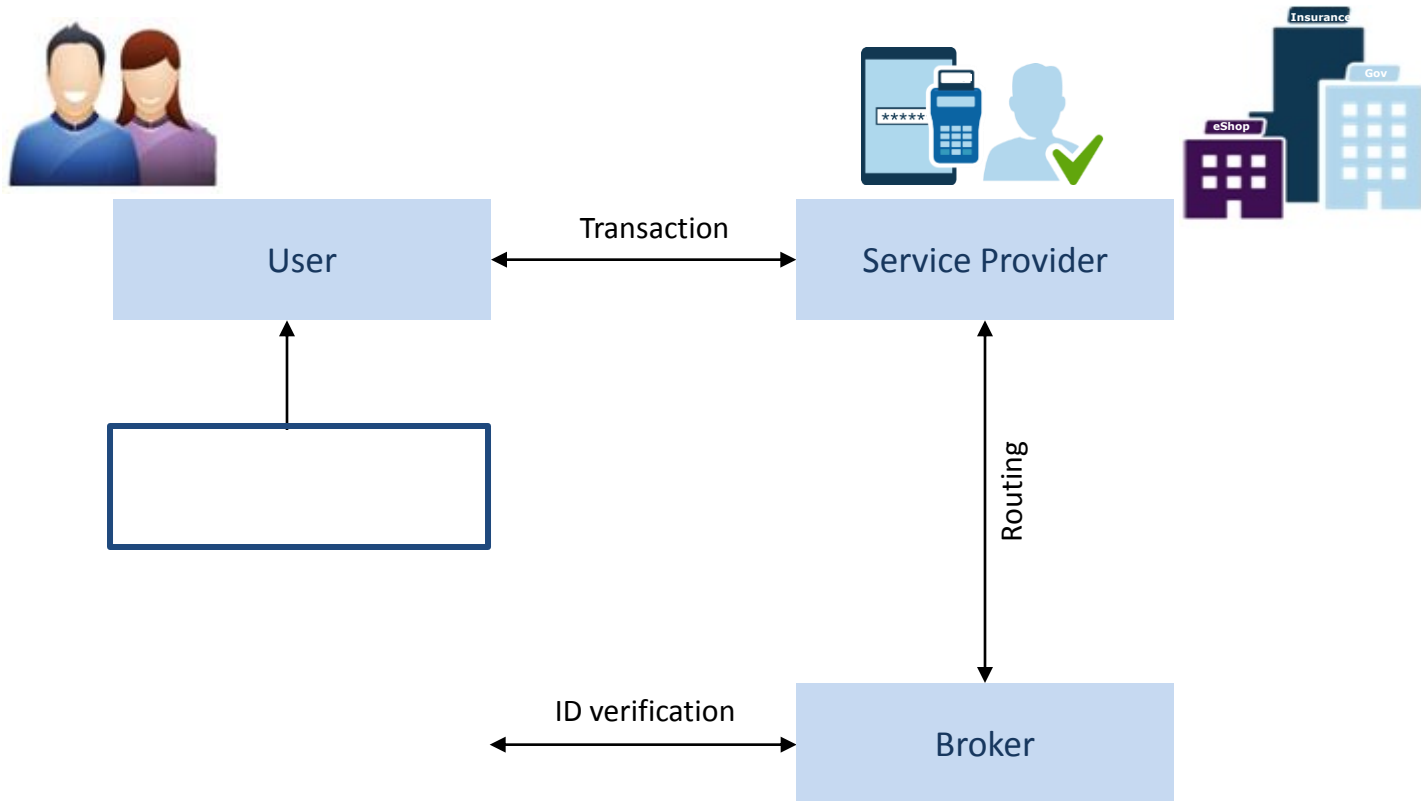 Insurance
Gov
eShop
*****
Transaction
User
Service Provider
Routing
ID verification
Broker